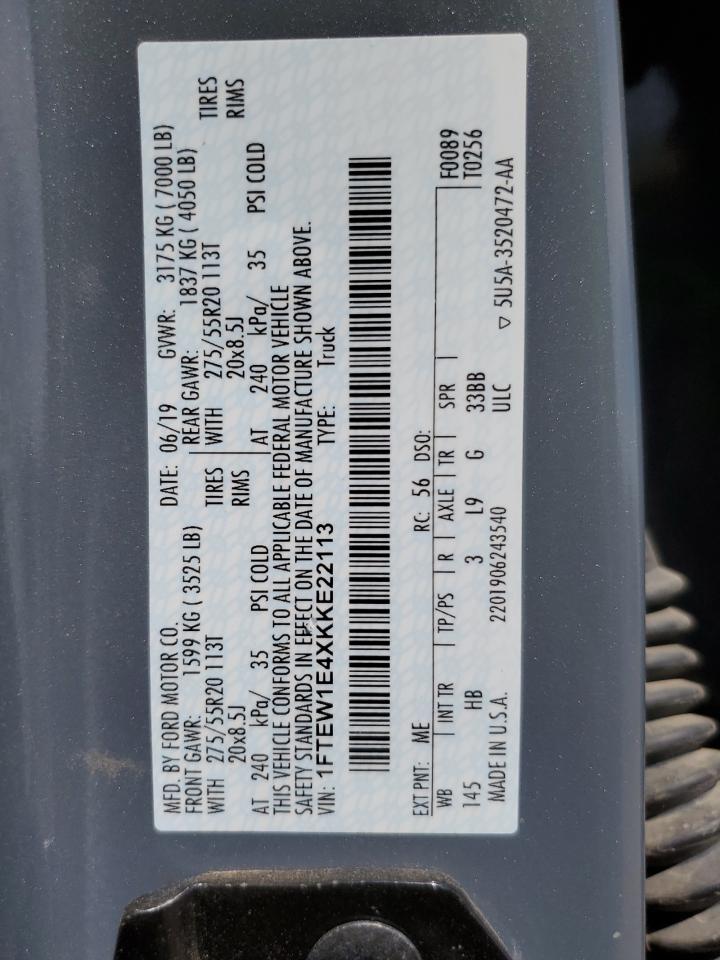 MFD. BY FORD MOTOR CO. DATE: 06/19 GVWR: 3175 KG ( 7000 LB)
FRONT GAWR: 1599 KG ( 3525 LB) REAR GAWR: 1837 KG ( 4050 LB)
WITH 275/55R20 113T TIRES WITH 275/55R20 113T TIRES
20x8.5J RIMS 20x8.5J RIMS
AT 240 kPa/ 35 PSI COLD AT 240 kPa/ 35 PSI COLD
THIS VEHICLE CONFORMS TO ALL APPLICABLE FEDERAL MOTOR VEHICLE
SAFETY STANDARDS IN EFFECT ON THE DATE OF MANUFACTURE SHOWN ABOVE.
VIN: 1FTEW1E4XKKE22113 TYPE: Truck
EXT PNT: ME RC: 56 DSO:
WB INT TR TP/PS R AXLE TR SPR F0089
145 HB 3 L9 G 33BB T0256
MADE IN U.S.A. 2201906243540 ULC ▽ 5U5A-3520472-AA